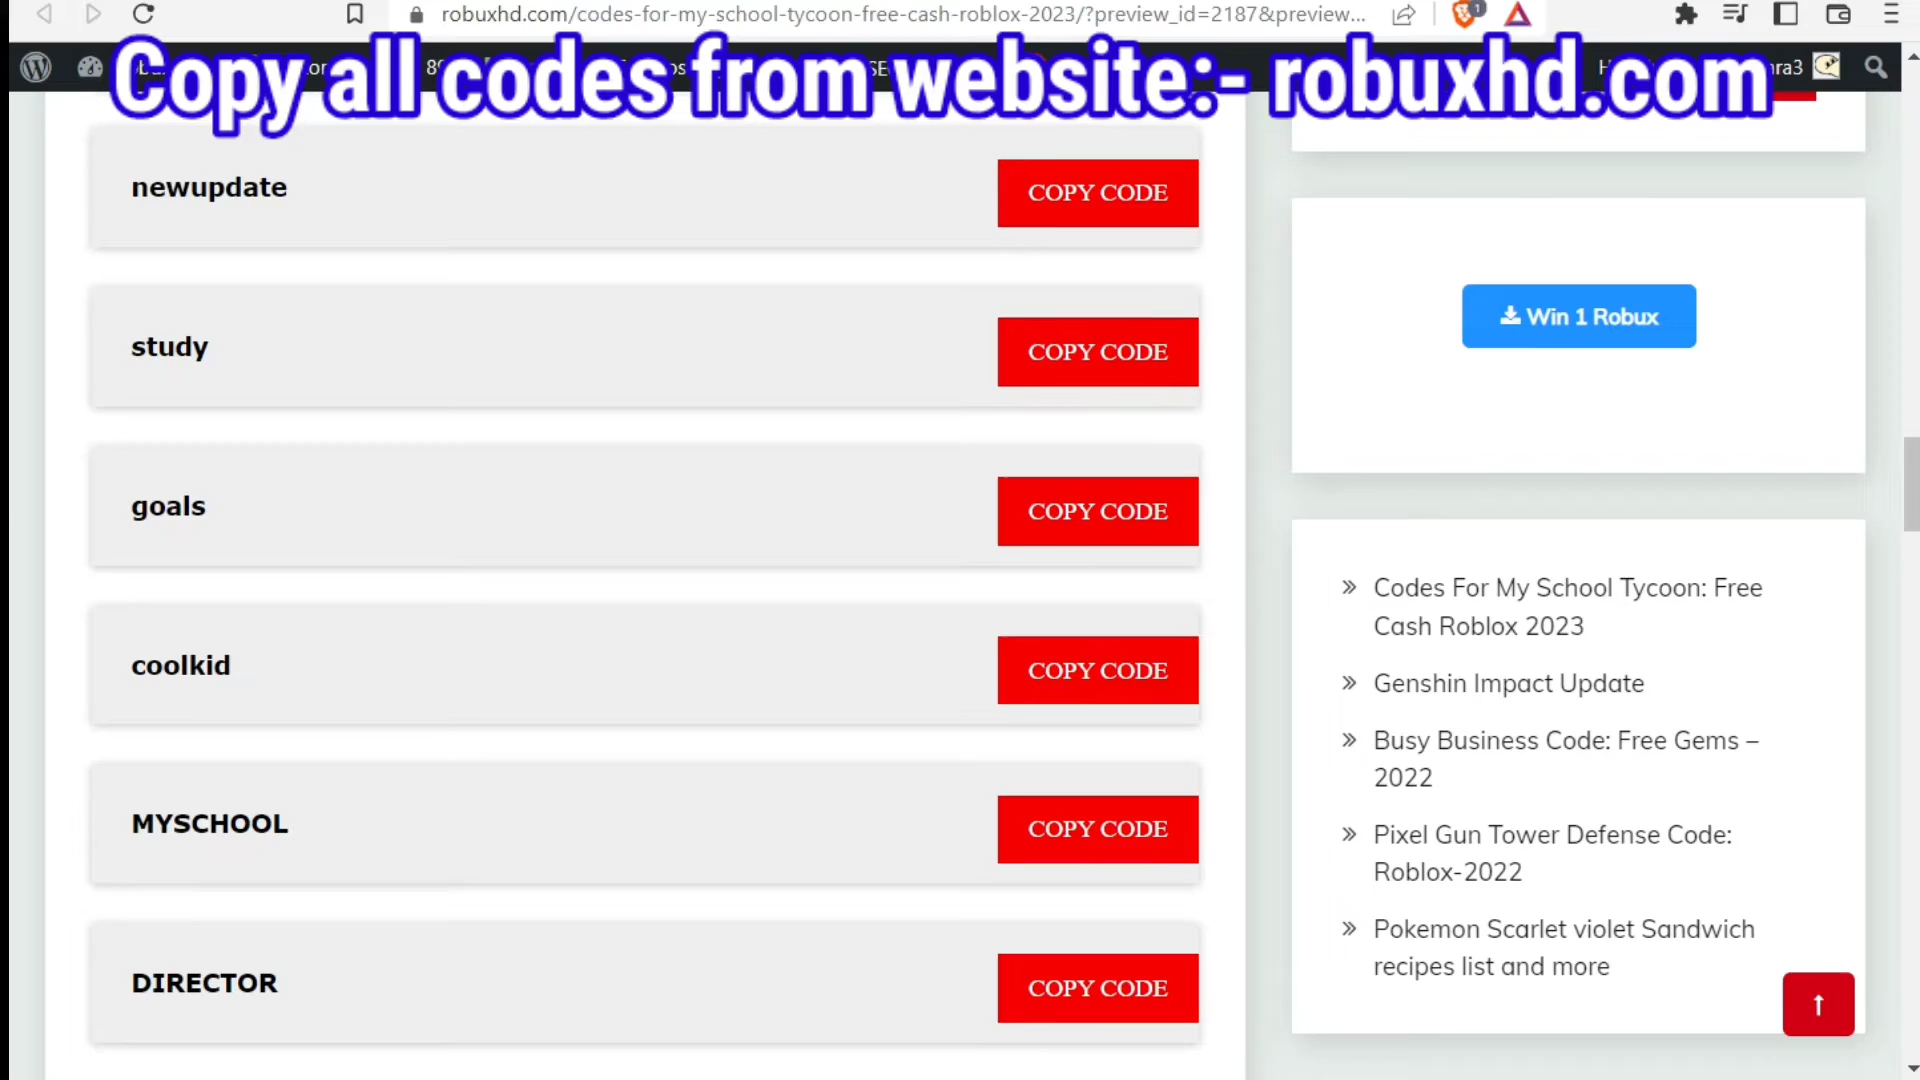 robuxhd.com/codes-for-my-school-tycoon-free-cash-roblox-2023/?preview_id=2187&preview...
1
Copy all codes from website:- robuxhd.com
newupdate
COPY CODE
study
COPY CODE
goals
COPY CODE
coolkid
COPY CODE
MYSCHOOL
COPY CODE
DIRECTOR
COPY CODE
Win 1 Robux
Codes For My School Tycoon: Free
Cash Roblox 2023
Genshin Impact Update
Busy Business Code: Free Gems –
2022
Pixel Gun Tower Defense Code:
Roblox-2022
Pokemon Scarlet violet Sandwich
recipes list and more